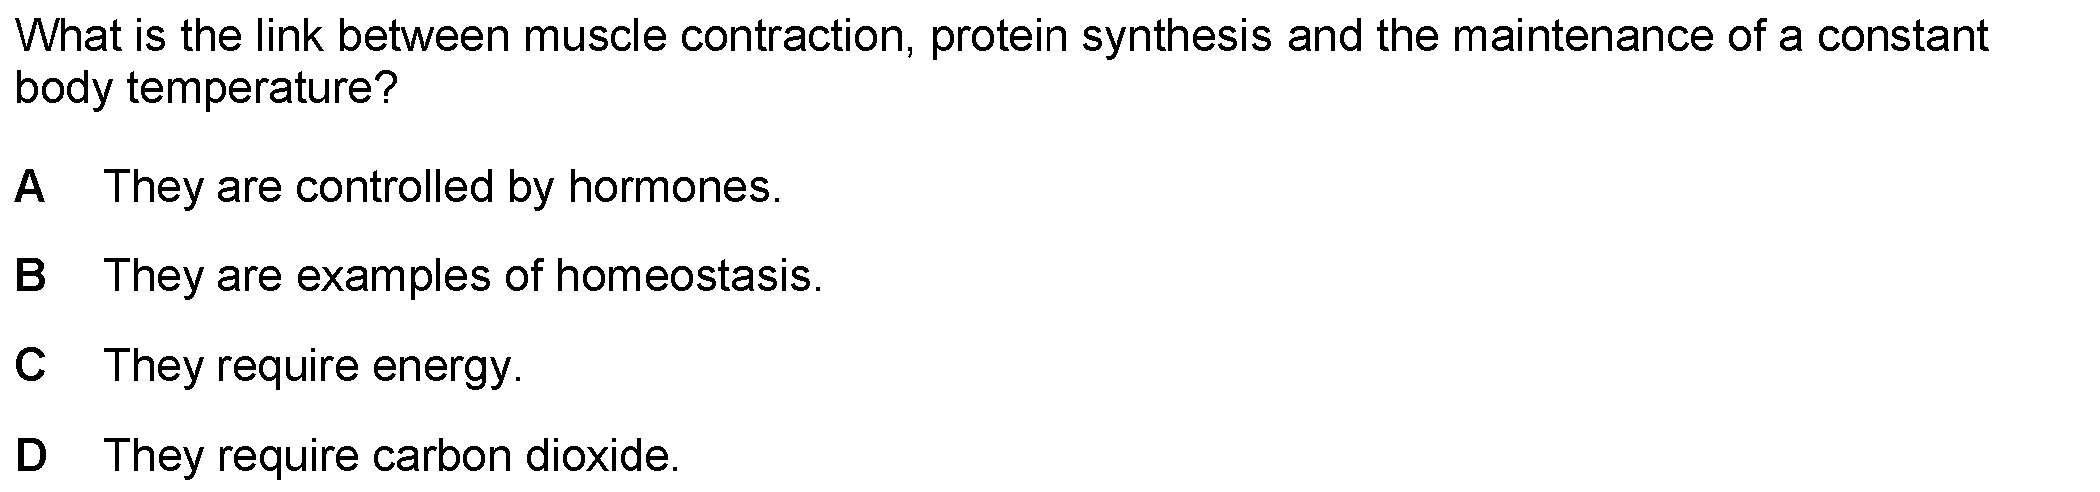 What is the link between muscle contraction, protein synthesis and the maintenance of a constant
body temperature?
A They are controlled by hormones.
B They are examples of homeostasis.
C They require energy.
D They require carbon dioxide.